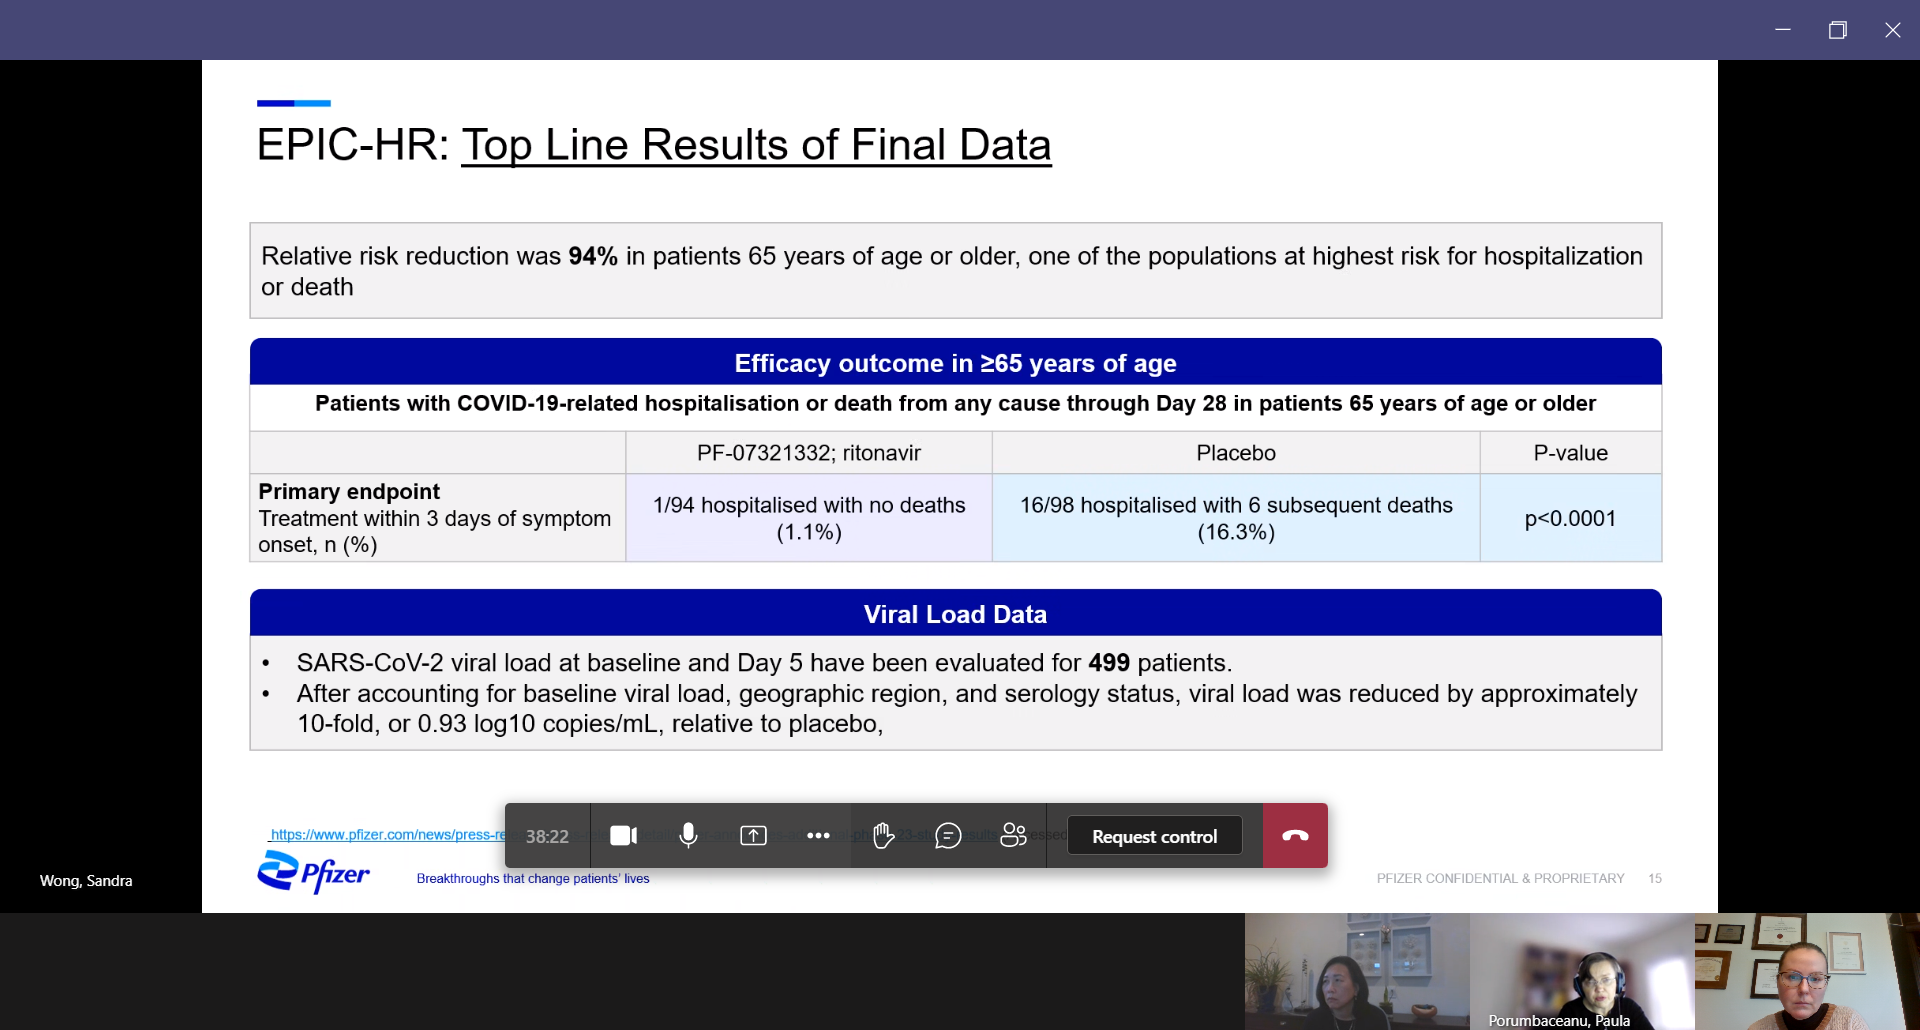 EPIC-HR: Top Line Results of Final Data
Relative risk reduction was 94% in patients 65 years of age or older, one of the populations at highest risk for hospitalization
or death
Efficacy outcome in ≥65 years of age
Patients with COVID-19-related hospitalisation or death from any cause through Day 28 in patients 65 years of age or older
PF-07321332; ritonavir Placebo P-value
Primary endpoint
Treatment within 3 days of symptom
onset, n (%)
1/94 hospitalised with no deaths
(1.1%)
16/98 hospitalised with 6 subsequent deaths
(16.3%)
p<0.0001
Viral Load Data
• SARS-CoV-2 viral load at baseline and Day 5 have been evaluated for 499 patients.
• After accounting for baseline viral load, geographic region, and serology status, viral load was reduced by approximately
10-fold, or 0.93 log10 copies/mL, relative to placebo,
https://www.pfizer.com/news/press-re
38:22
Request control
Pfizer
Breakthroughs that change patients' lives
PFIZER CONFIDENTIAL & PROPRIETARY 15
Wong, Sandra
Porumbaceanu, Paula